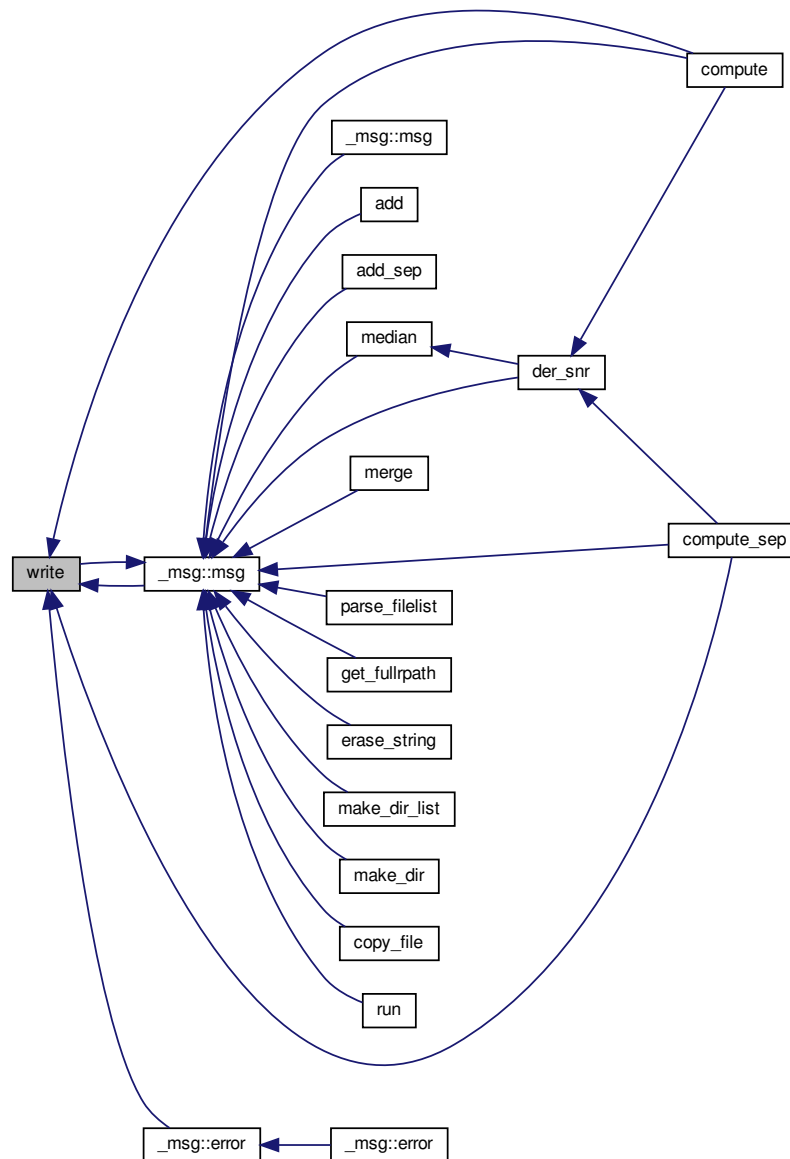 compute
_msg::msg
add
add_sep
median
der_snr
merge
compute_sep
write
_msg::msg
parse_filelist
get_fullrpath
erase_string
make_dir_list
make_dir
copy_file
run
_msg::error
_msg::error